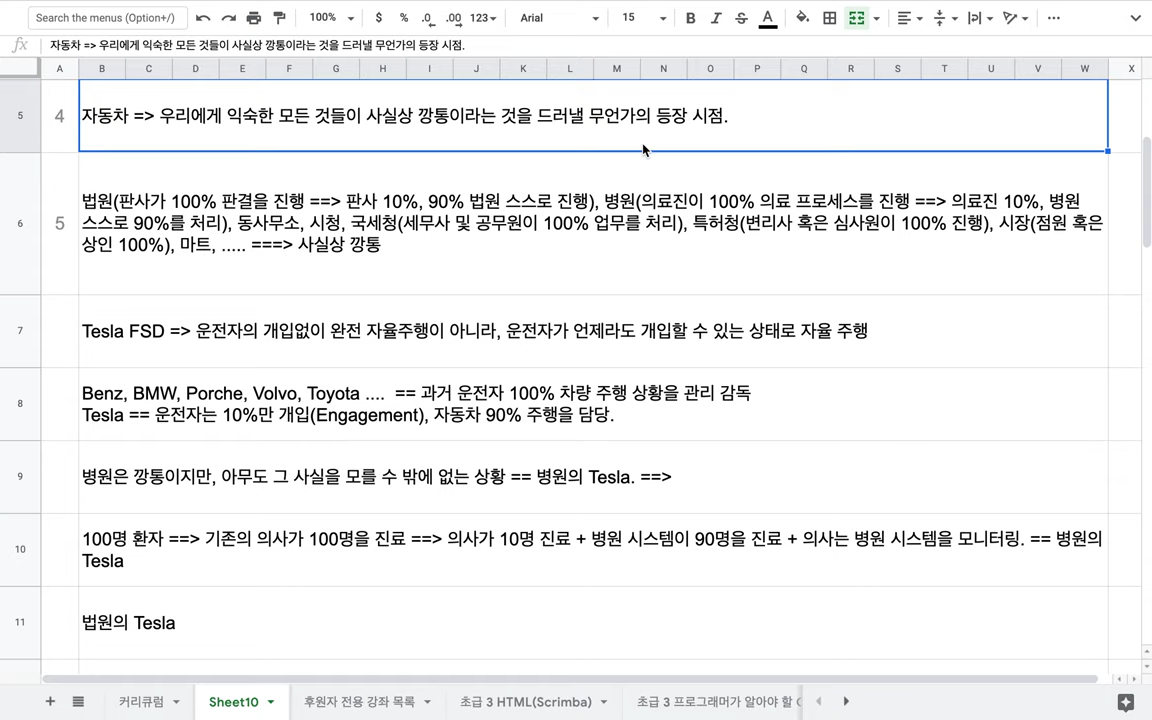 Search the menus (Option+/)
100%
$ % .0 .00 123
Arial
15
B I S A
fx 자동차 => 우리에게 익숙한 모든 것들이 사실상 깡통이라는 것을 드러낼 무언가의 등장 시점.
A B C D E F G H I J K L M N O P Q R S T U V W X
5 4 자동차 => 우리에게 익숙한 모든 것들이 사실상 깡통이라는 것을 드러낼 무언가의 등장 시점.
법원(판사가 100% 판결을 진행 ==> 판사 10%, 90% 법원 스스로 진행), 병원(의료진이 100% 의료 프로세스를 진행 ==> 의료진 10%, 병원
6 5 스스로 90%를 처리), 동사무소, 시청, 국세청(세무사 및 공무원이 100% 업무를 처리), 특허청(변리사 혹은 심사원이 100% 진행), 시장(점원 혹은
상인 100%), 마트, ..... ===> 사실상 깡통
7 Tesla FSD => 운전자의 개입없이 완전 자율주행이 아니라, 운전자가 언제라도 개입할 수 있는 상태로 자율 주행
8 Benz, BMW, Porche, Volvo, Toyota .... == 과거 운전자 100% 차량 주행 상황을 관리 감독
Tesla == 운전자는 10%만 개입(Engagement), 자동차 90% 주행을 담당.
9 병원은 깡통이지만, 아무도 그 사실을 모를 수 밖에 없는 상황 == 병원의 Tesla. ==>
10 100명 환자 ==> 기존의 의사가 100명을 진료 ==> 의사가 10명 진료 + 병원 시스템이 90명을 진료 + 의사는 병원 시스템을 모니터링. == 병원의
Tesla
11 법원의 Tesla
커리큘럼 Sheet10 후원자 전용 강좌 목록 초급 3 HTML(Scrimba) 초급 3 프로그래머가 알아야 할